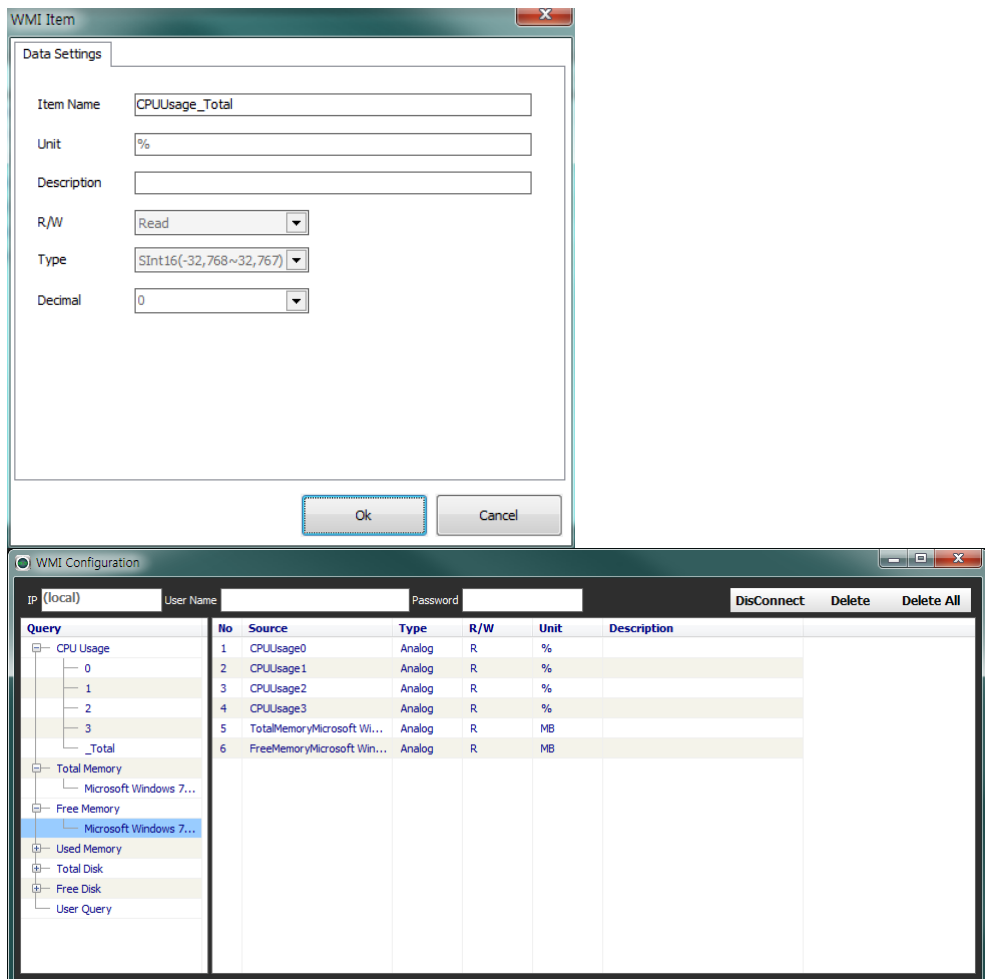 WMI Item
Data Settings
Item Name CPUUsage_Total
Unit %
Description
R/W Read
Type SInt16(-32,768~32,767)
Decimal 0
Ok Cancel
WMI Configuration
IP (local) User Name Password DisConnect Delete Delete All
Query No Source Type R/W Unit Description
CPU Usage 1 CPUUsage0 Analog R %
0 2 CPUUsage1 Analog R %
1 3 CPUUsage2 Analog R %
2 4 CPUUsage3 Analog R %
3 5 TotalMemoryMicrosoft Wi... Analog R MB
_Total 6 FreeMemoryMicrosoft Win... Analog R MB
Total Memory
Microsoft Windows 7...
Free Memory
Microsoft Windows 7...
Used Memory
Total Disk
Free Disk
User Query